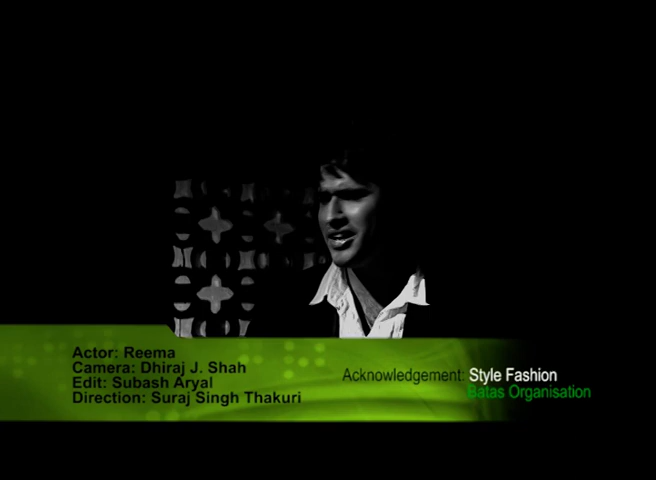 Actor: Reema
Camera: Dhiraj J. Shah
Edit: Subash Aryal
Direction: Suraj Singh Thakuri
Acknowledgement: Style Fashion
Batas Organisation